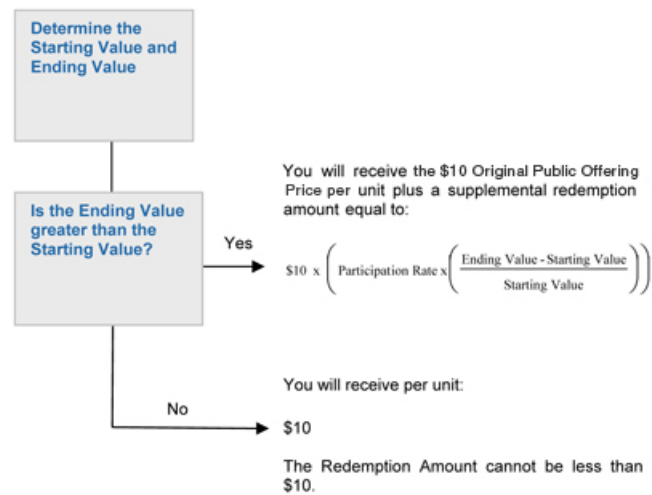 Determine the
Starting Value and
Ending Value
Is the Ending Value
greater than the
Starting Value?
Yes
You will receive the $10 Original Public Offering
Price per unit plus a supplemental redemption
amount equal to:
$10 x ( Participation Rate x ( Ending Value - Starting Value
Starting Value ) )
No
You will receive per unit:
$10
The Redemption Amount cannot be less than
$10.